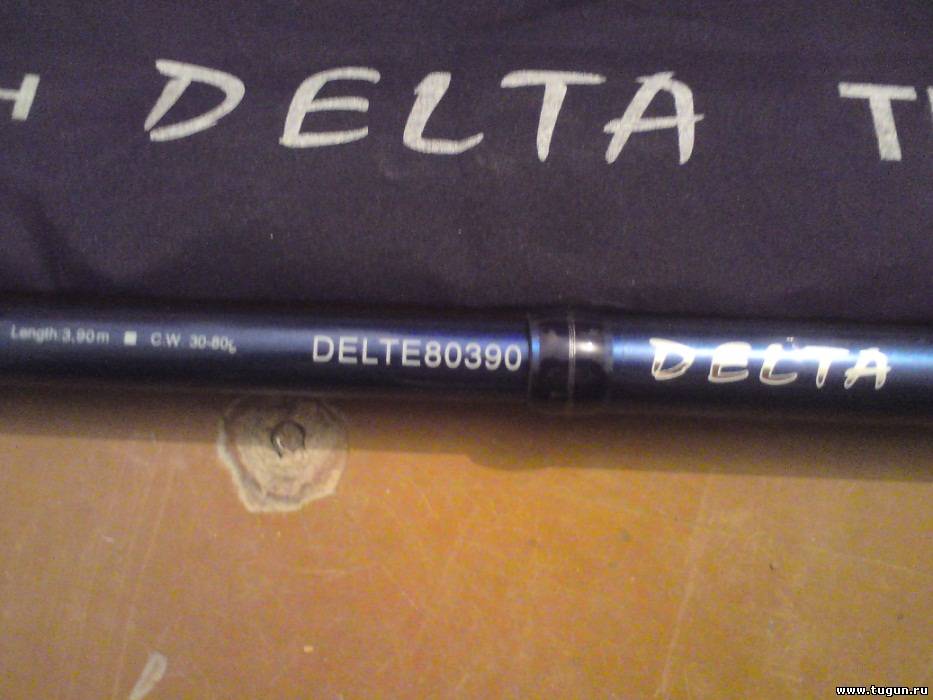 H DELTA T
Length 3,90m ■ C.W. 30-80g
DELTE80390
DELTA
www.tugun.ru